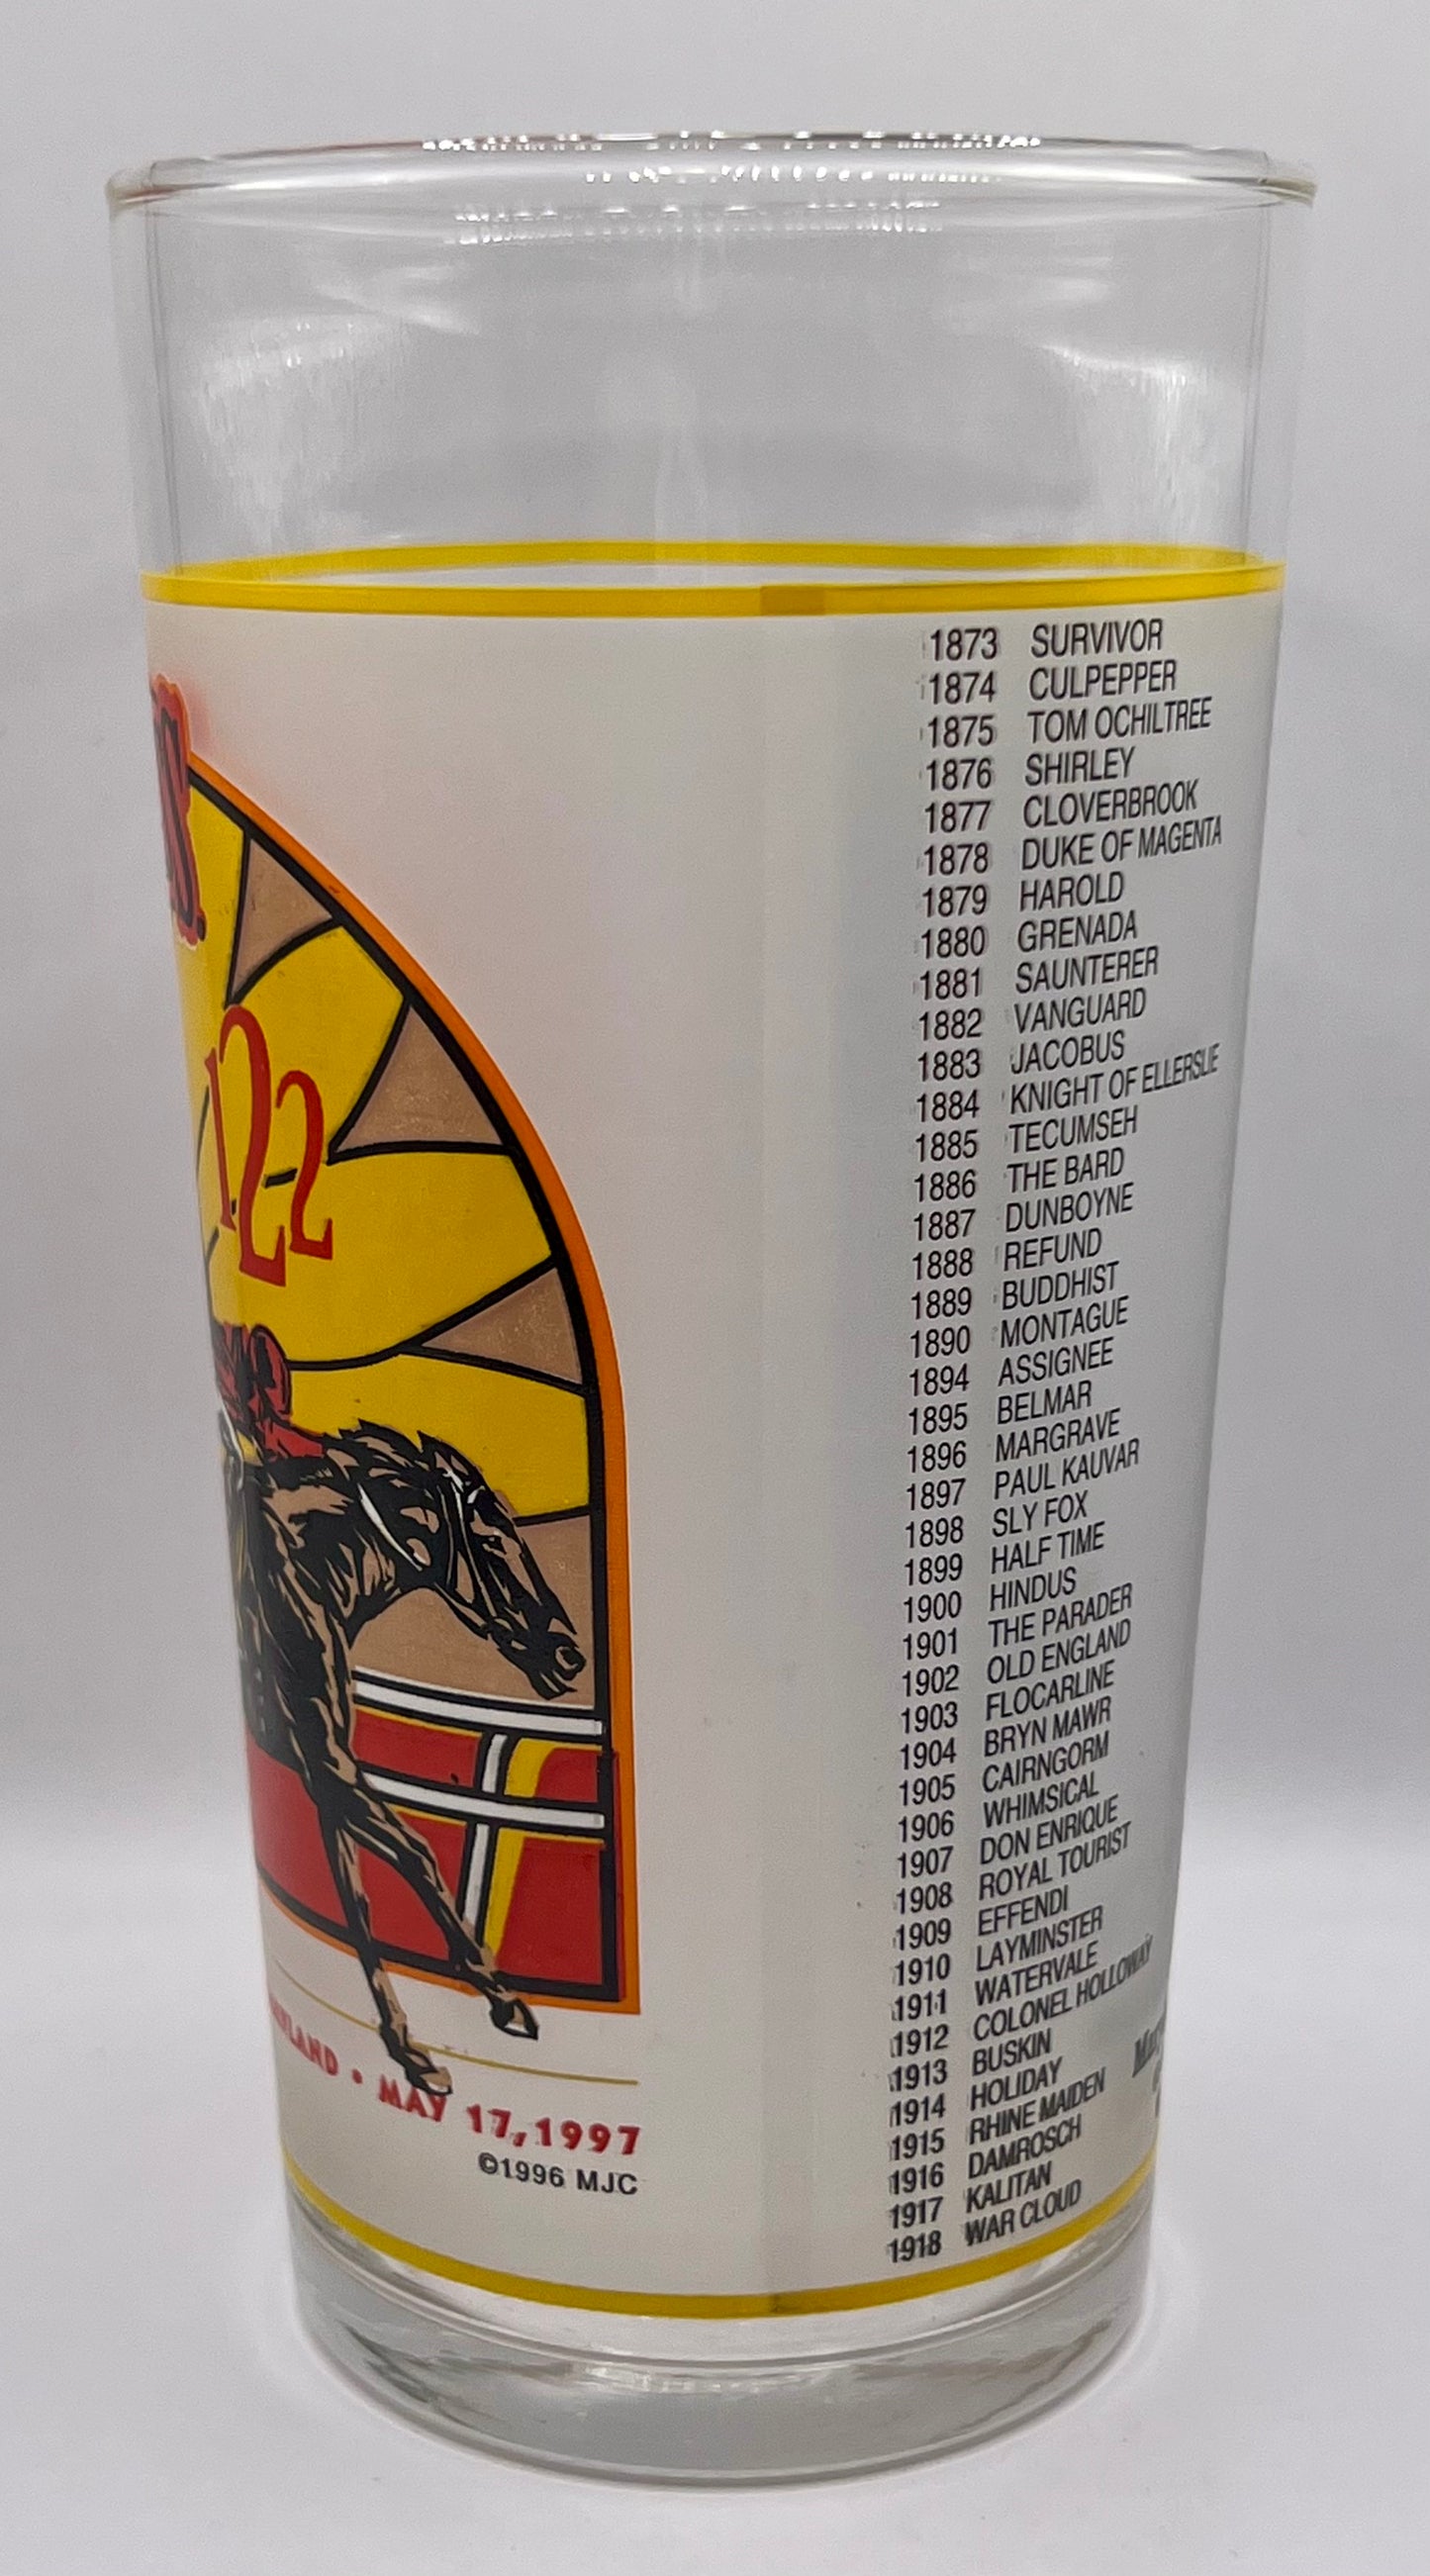 122
MAY 17, 1997
©1996 MJC
1873 SURVIVOR
1874 CULPEPPER
1875 TOM OCHILTREE
1876 SHIRLEY
1877 CLOVERBROOK
1878 DUKE OF MAGENTA
1879 HAROLD
1880 GRENADA
1881 SAUNTERER
1882 VANGUARD
1883 JACOBUS
1884 KNIGHT OF ELLERSLIE
1885 TECUMSEH
1886 THE BARD
1887 DUNBOYNE
1888 REFUND
1889 BUDDHIST
1890 MONTAGUE
1894 ASSIGNEE
1895 BELMAR
1896 MARGRAVE
1897 PAUL KAUVAR
1898 SLY FOX
1899 HALF TIME
1900 HINDUS
1901 THE PARADER
1902 OLD ENGLAND
1903 FLOCARLINE
1904 BRYN MAWR
1905 CAIRNGORM
1906 WHIMSICAL
1907 DON ENRIQUE
1908 ROYAL TOURIST
1909 EFFENDI
1910 LAYMINSTER
1911 WATERVALE
1912 COLONEL HOLLOWAY
1913 BUSKIN
1914 HOLIDAY
1915 RHINE MAIDEN
1916 DAMROSCH
1917 KALITAN
1918 WAR CLOUD